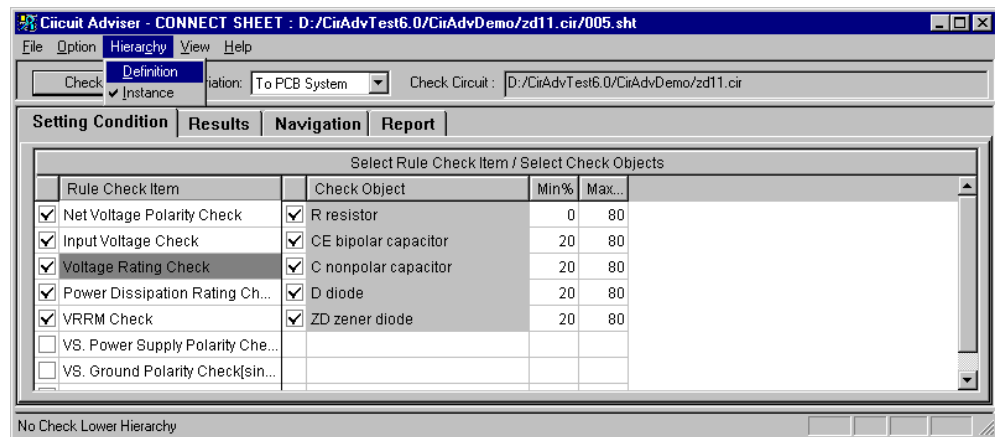 Ciicuit Adviser - CONNECT SHEET : D:/CirAdvTest6.0/CirAdvDemo/zd11.cir/005.sht
File Option Hierarchy View Help
Check iation: To PCB System Check Circuit : D:/CirAdvTest6.0/CirAdvDemo/zd11.cir
Definition
Instance
Setting Condition Results Navigation Report
Select Rule Check Item / Select Check Objects
Rule Check Item Check Object Min% Max...
Net Voltage Polarity Check R resistor 0 80
Input Voltage Check CE bipolar capacitor 20 80
Voltage Rating Check C nonpolar capacitor 20 80
Power Dissipation Rating Ch... D diode 20 80
VRRM Check ZD zener diode 20 80
VS. Power Supply Polarity Che...
VS. Ground Polarity Check[sin...
No Check Lower Hierarchy